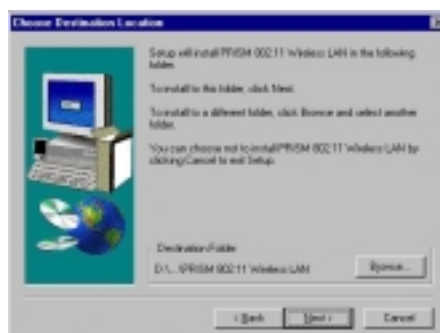 Choose Destination Location
Setup will install PRISM 802.11 Wireless LAN in the following
folder.
To install to this folder, click Next.
To install to a different folder, click Browse and select another
folder.
You can choose not to install PRISM 802.11 Wireless LAN by
clicking Cancel to exit Setup.
Destination Folder
D:\...\PRISM 802.11 Wireless LAN
Browse...
< Back
Next >
Cancel